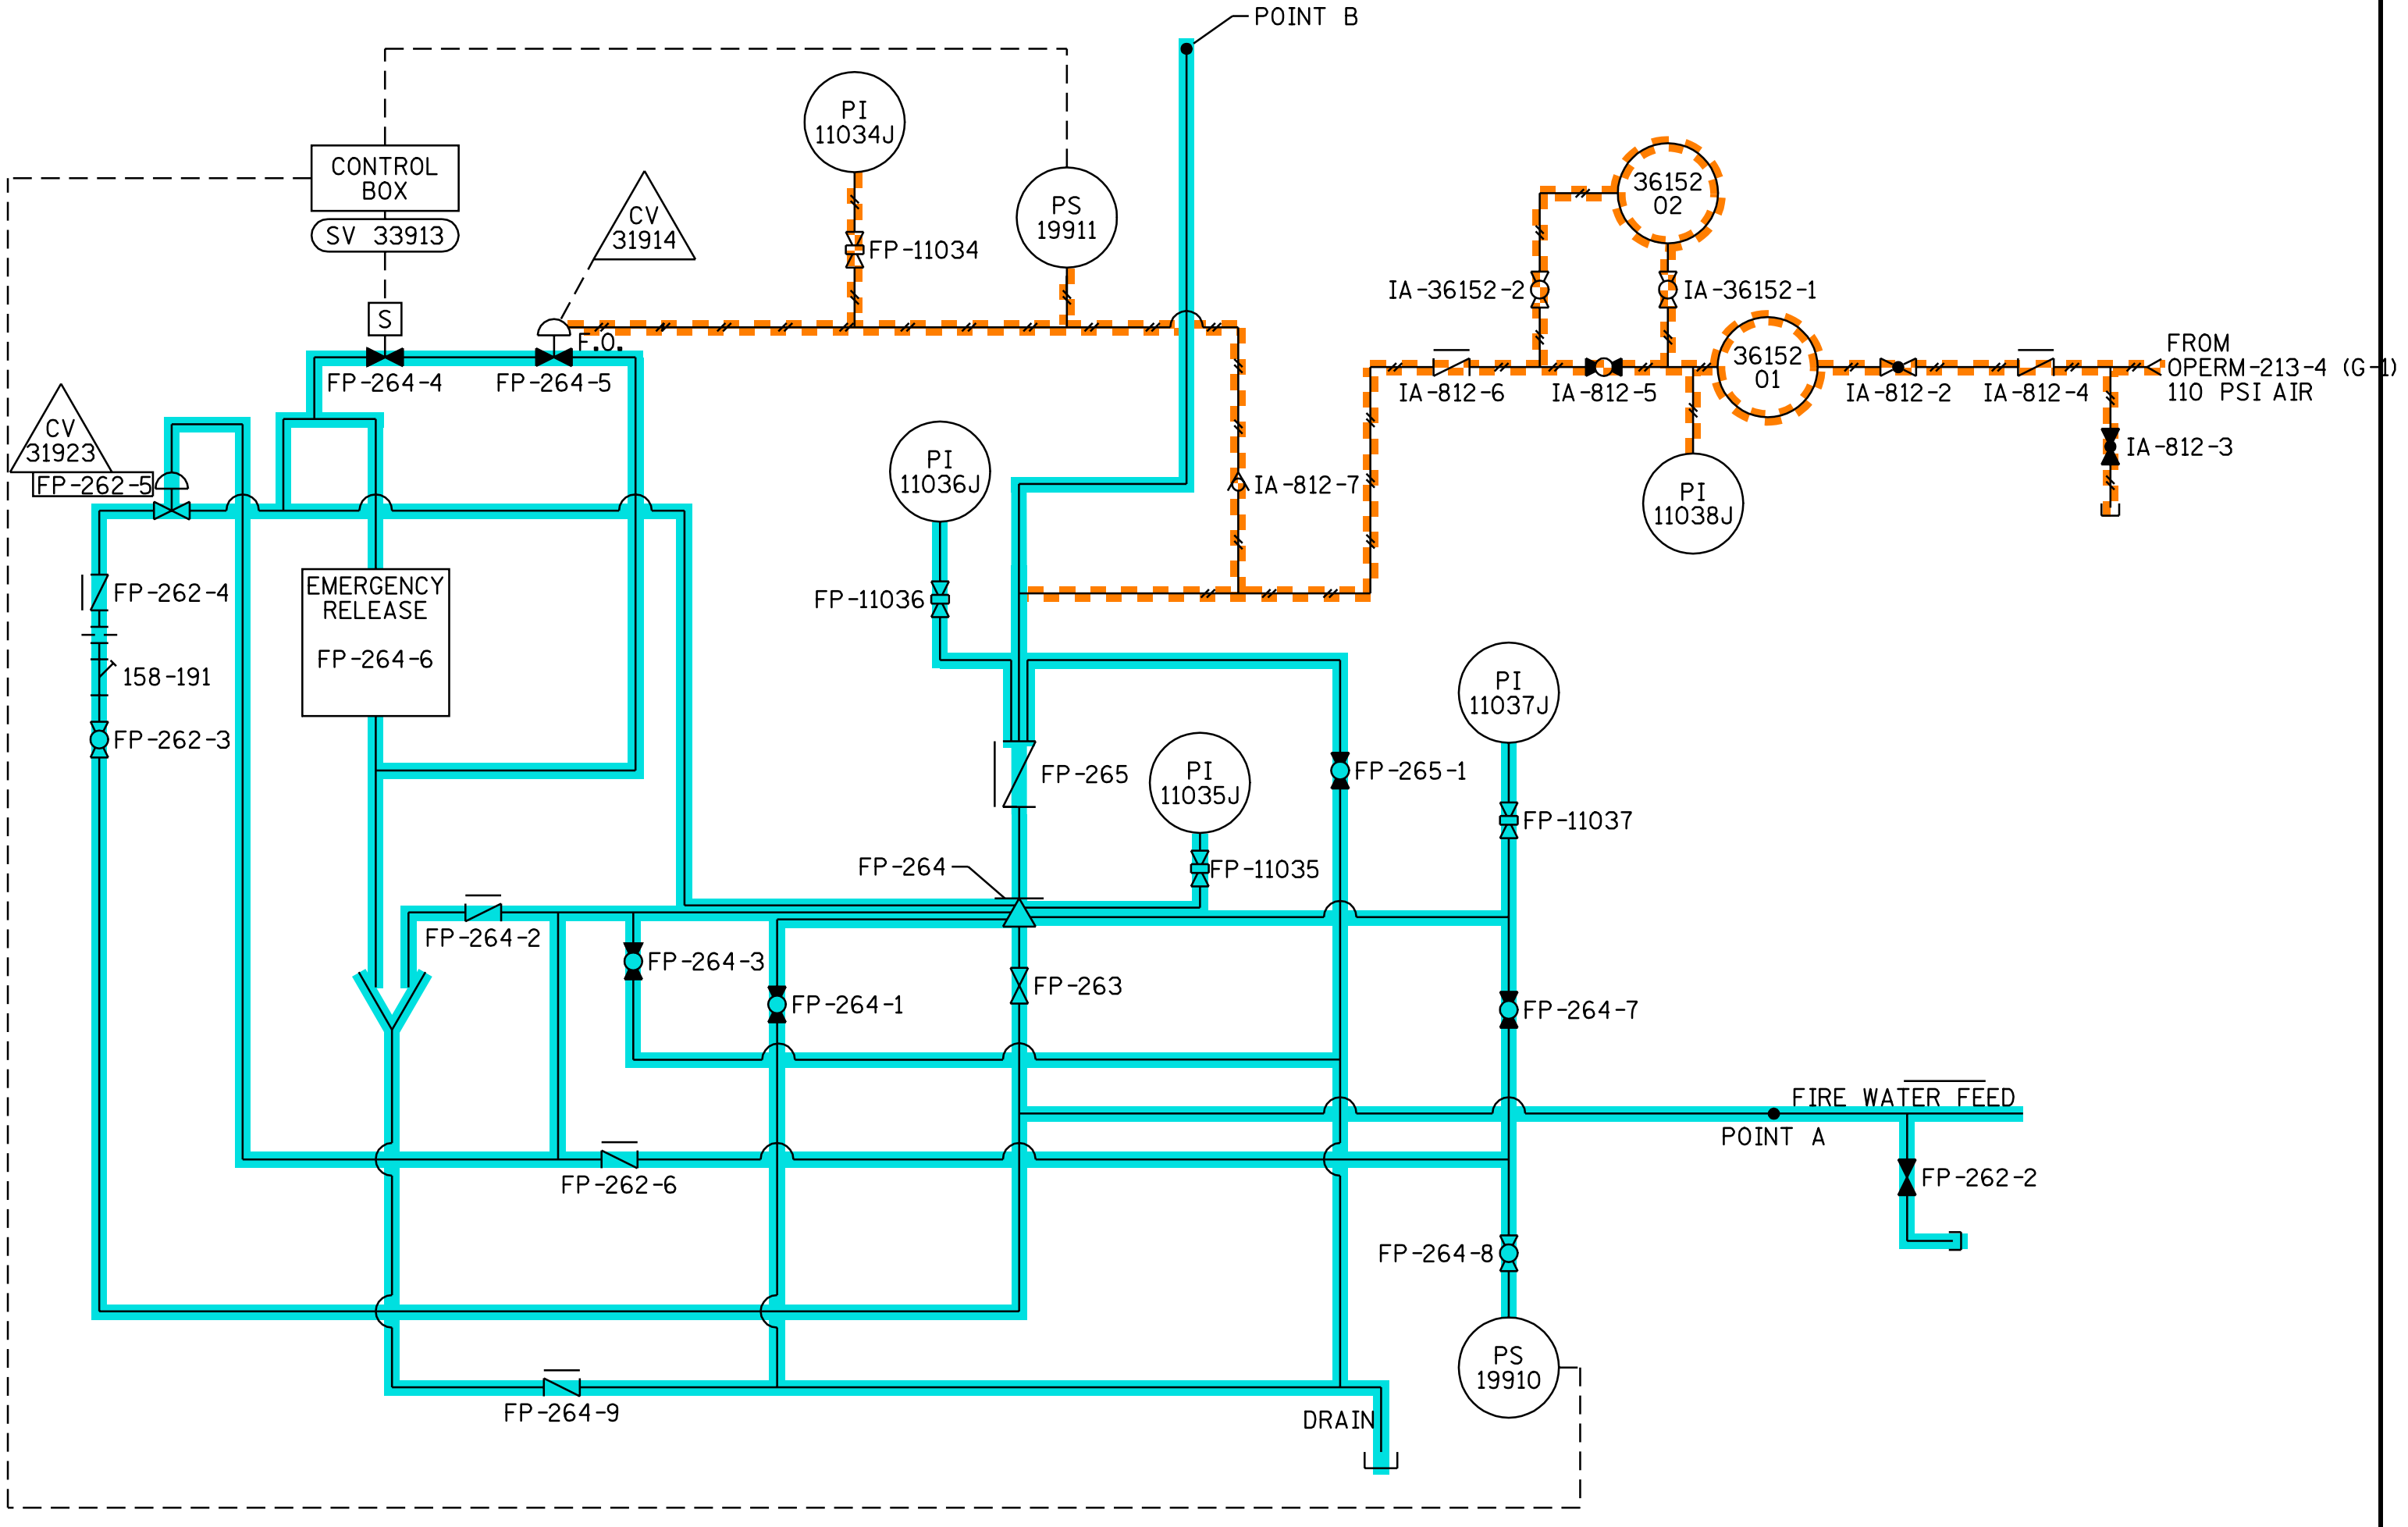 POINT B
PI
11034J
CONTROL
BOX
SV 33913
CV
31914
PS
19911
FP-11034
36152
02
S
F.O.
IA-36152-2
IA-36152-1
FP-264-4
FP-264-5
36152
01
FROM
OPERM-213-4 (G-1)
110 PSI AIR
IA-812-6
IA-812-5
IA-812-2
IA-812-4
CV
31923
FP-262-5
PI
11036J
IA-812-7
PI
11038J
IA-812-3
FP-262-4
EMERGENCY
RELEASE
FP-264-6
FP-11036
158-191
FP-262-3
PI
11037J
FP-265
PI
11035J
FP-265-1
FP-11037
FP-264
FP-11035
FP-264-2
FP-264-3
FP-264-1
FP-263
FP-264-7
FIRE WATER FEED
POINT A
FP-262-6
FP-262-2
FP-264-8
PS
19910
FP-264-9
DRAIN